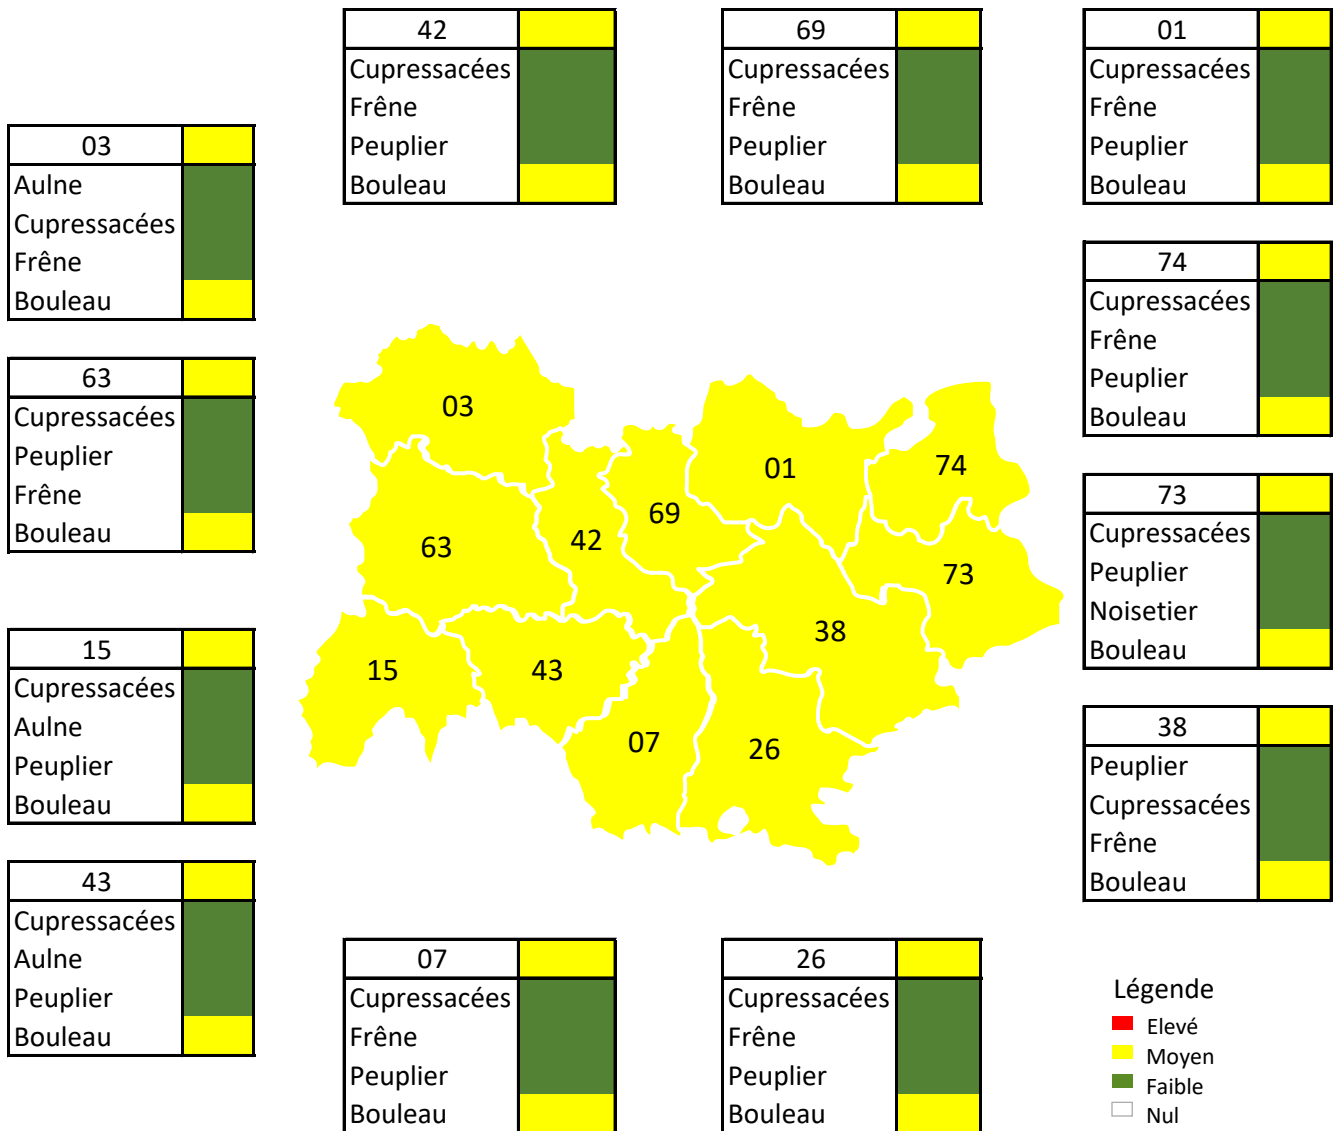 42
Cupressacées
Frêne
Peuplier
Bouleau
69
Cupressacées
Frêne
Peuplier
Bouleau
01
Cupressacées
Frêne
Peuplier
Bouleau
03
Aulne
Cupressacées
Frêne
Bouleau
74
Cupressacées
Frêne
Peuplier
Bouleau
63
Cupressacées
Peuplier
Frêne
Bouleau
03
01
74
69
42
63
73
38
15
43
07
26
73
Cupressacées
Peuplier
Noisetier
Bouleau
15
Cupressacées
Aulne
Peuplier
Bouleau
38
Peuplier
Cupressacées
Frêne
Bouleau
43
Cupressacées
Aulne
Peuplier
Bouleau
07
Cupressacées
Frêne
Peuplier
Bouleau
26
Cupressacées
Frêne
Peuplier
Bouleau
Légende
Elevé
Moyen
Faible
Nul